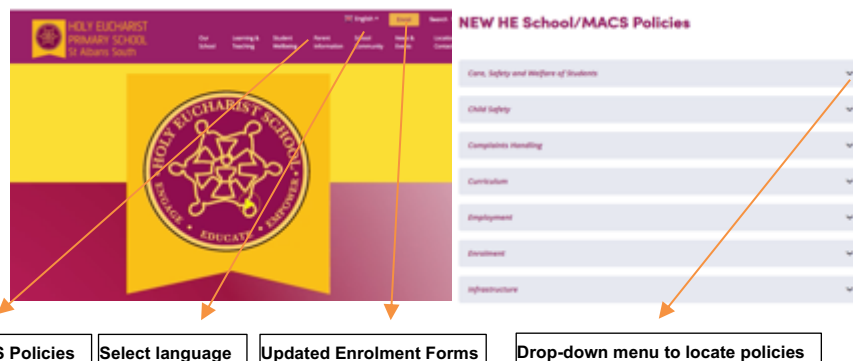 HOLY EUCHARIST
PRIMARY SCHOOL
St Albans South
English
Enrol
Search
Our
School
Learning &
Teaching
Student
Wellbeing
Parent
Information
School
Community
News &
Events
HOLY EUCHARIST SCHOOL
ENGAGE • EDUCATE • EMPOWER
NEW HE School/MACS Policies
Care, Safety and Welfare of Students
Child Safety
Complaints Handling
Curriculum
Employment
Enrolment
Infrastructure
S Policies
Select language
Updated Enrolment Forms
Drop-down menu to locate policies